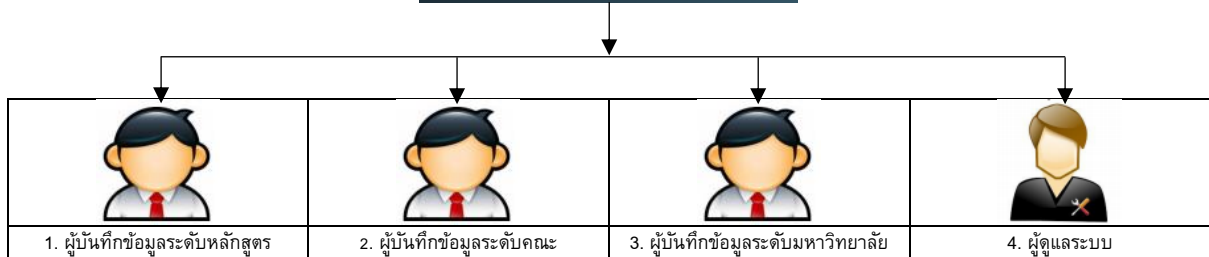 1. ผู้บันทึกข้อมูลระดับหลักสูตร
2. ผู้บันทึกข้อมูลระดับคณะ
3. ผู้บันทึกข้อมูลระดับมหาวิทยาลัย
4. ผู้ดูแลระบบ